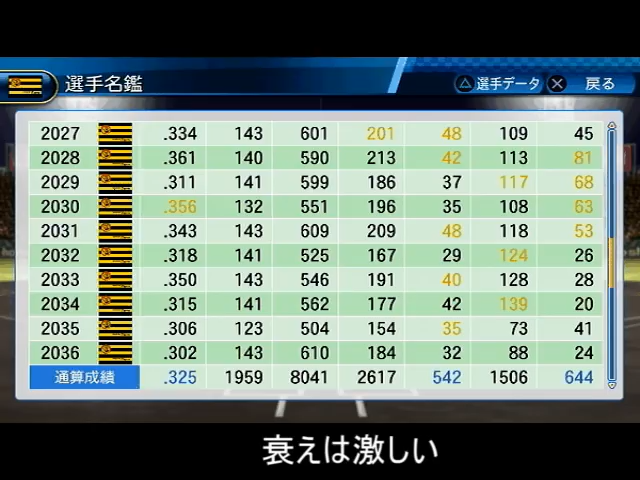 選手名鑑 △ 選手データ × 戻る
2027 .334 143 601 201 48 109 45
2028 .361 140 590 213 42 113 81
2029 .311 141 599 186 37 117 68
2030 .356 132 551 196 35 108 63
2031 .343 143 609 209 48 118 53
2032 .318 141 525 167 29 124 26
2033 .350 143 546 191 40 128 28
2034 .315 141 562 177 42 139 20
2035 .306 123 504 154 35 73 41
2036 .302 143 610 184 32 88 24
通算成績 .325 1959 8041 2617 542 1506 644
衰えは激しい